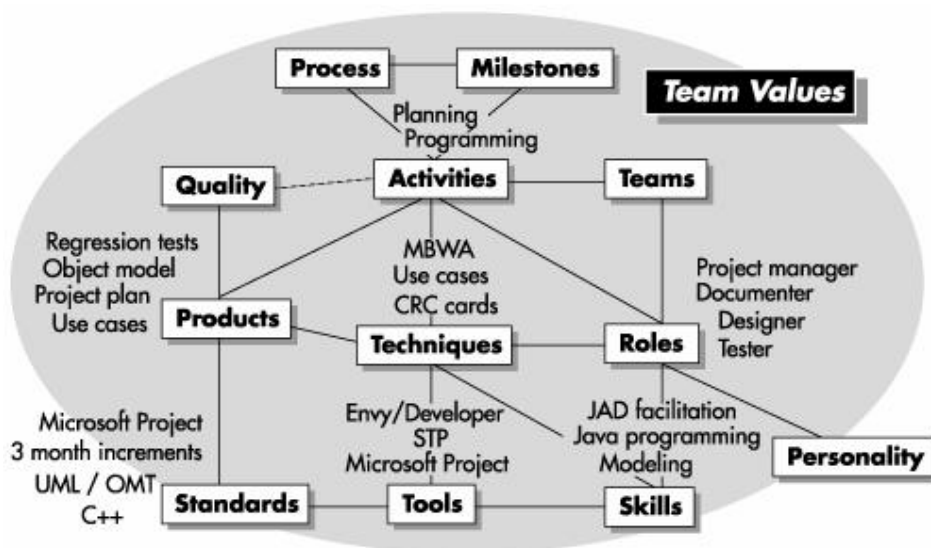 Process
Milestones
Team Values
Planning
Programming
Quality
Activities
Teams
Regression tests
Object model
Project plan
Use cases
MBWA
Use cases
CRC cards
Project manager
Documenter
Designer
Tester
Products
Techniques
Roles
Microsoft Project
3 month increments
UML / OMT
C++
Envy/Developer
STP
Microsoft Project
JAD facilitation
Java programming
Modeling
Personality
Standards
Tools
Skills